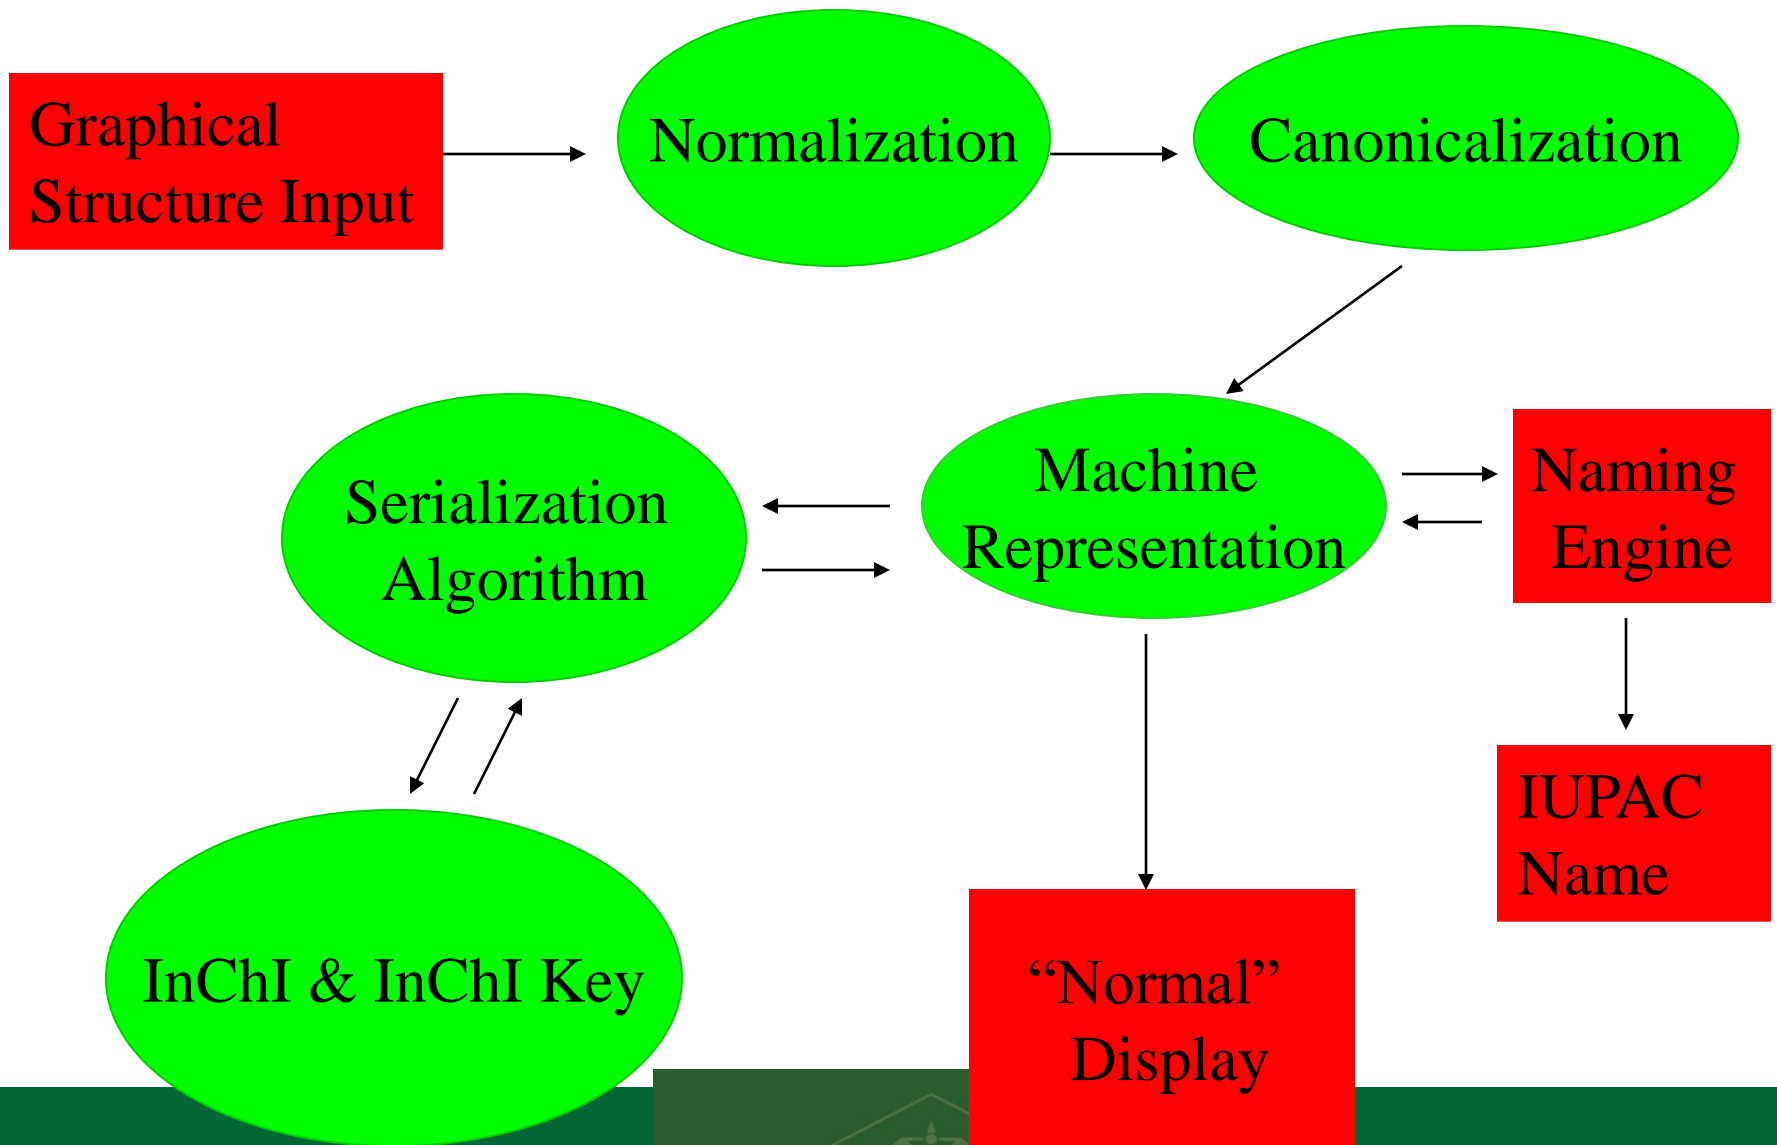 Graphical
Structure Input
Normalization
Canonicalization
Serialization
Algorithm
Machine
Representation
Naming
Engine
IUPAC
Name
InChI & InChI Key
“Normal”
Display